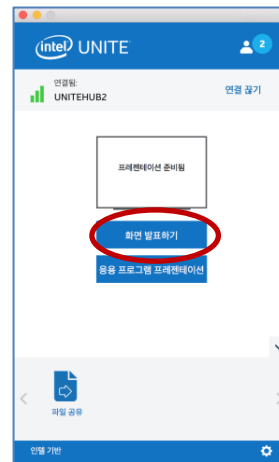 intel UNITE
2
연결됨:
UNITEHUB2
연결 끊기
프레젠테이션 준비됨
화면 발표하기
응용 프로그램 프레젠테이션
파일 공유
인텔 기반